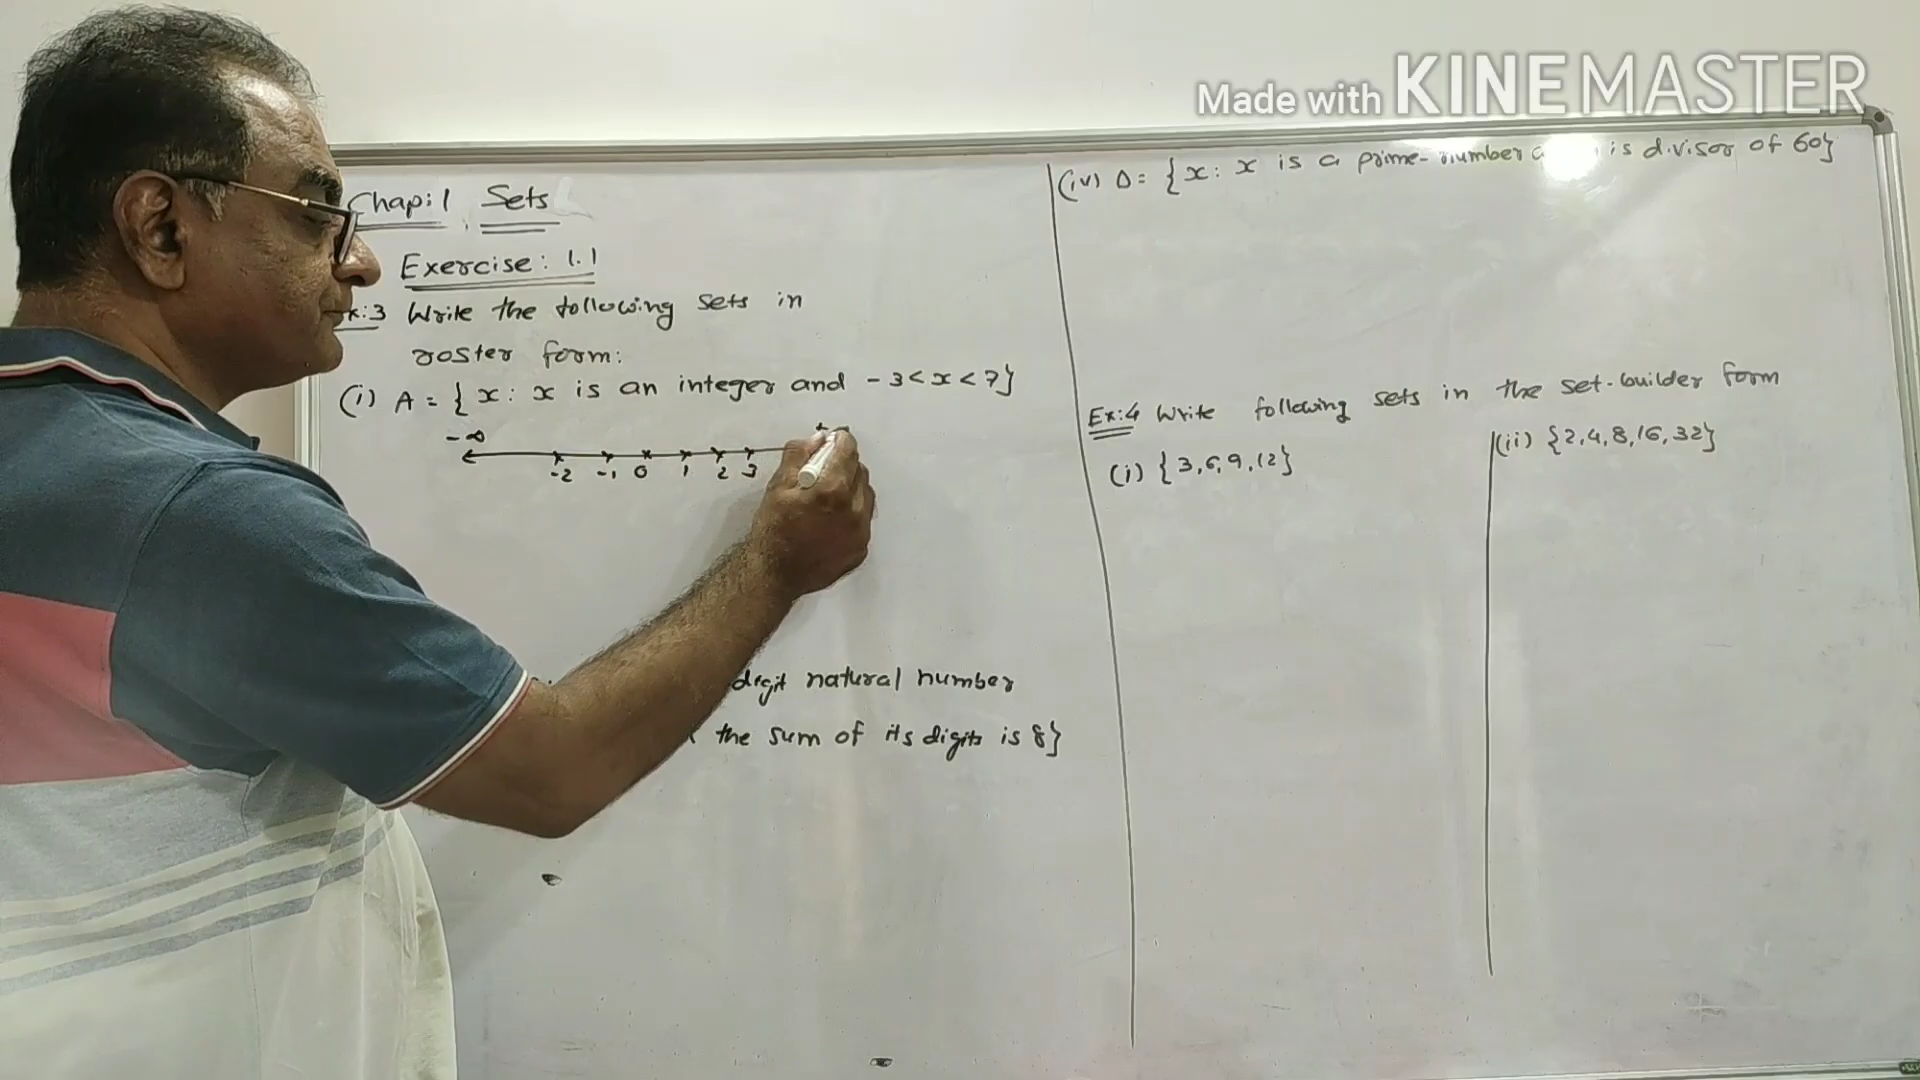 Made with KINEMASTER
Chap:1 Sets
Exercise: 1.1
:3 Write the following sets in
roster form:
(i) A = { x : x is an integer and -3 < x < 7}
-∞ +
-2 -1 0 1 2 3
digit natural number
the sum of its digits is 8}
(iv) D = { x : x is a prime number is divisor of 60}
Ex:4 Write following sets in the set-builder form
(i) {3,6,9,12}
(ii) {2,4,8,16,32}